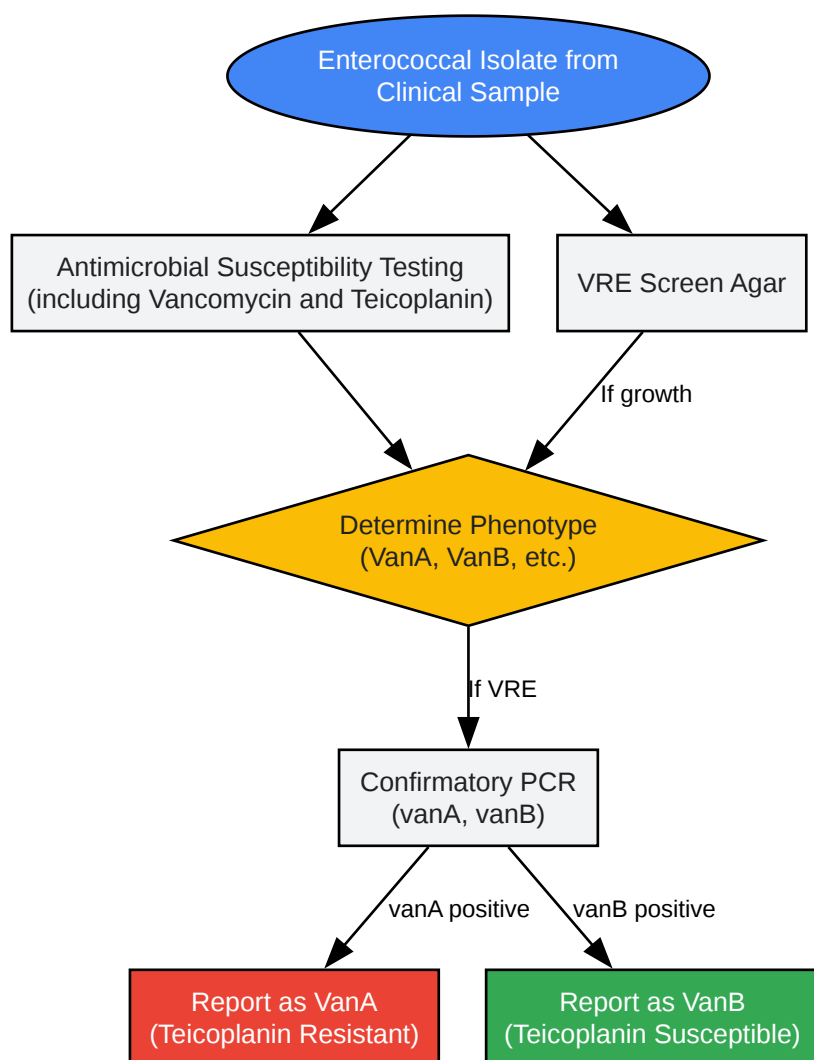 Enterococcal Isolate from
Clinical Sample
Antimicrobial Susceptibility Testing
(including Vancomycin and Teicoplanin)
VRE Screen Agar
If growth
Determine Phenotype
(VanA, VanB, etc.)
If VRE
Confirmatory PCR
(vanA, vanB)
vanA positive
vanB positive
Report as VanA
(Teicoplanin Resistant)
Report as VanB
(Teicoplanin Susceptible)